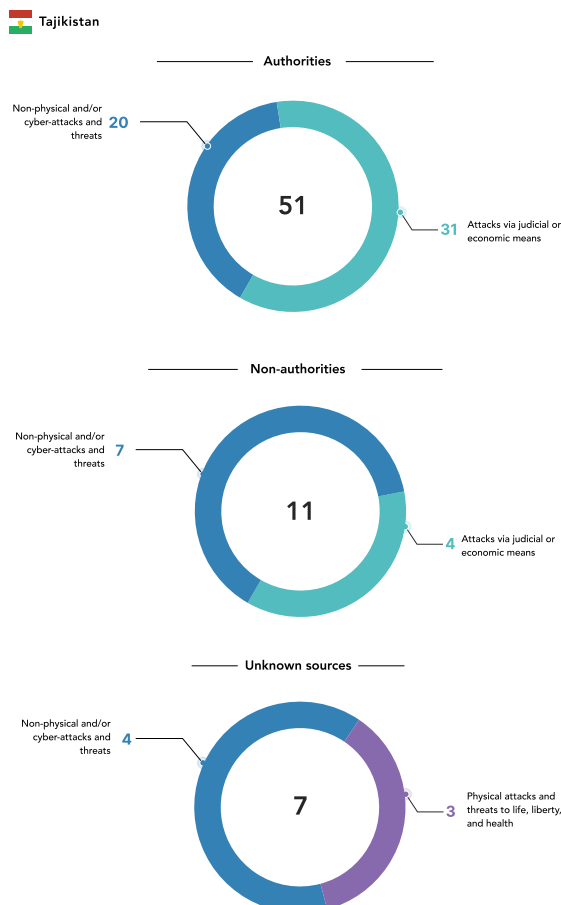 Tajikistan
Authorities
Non-physical and/or
cyber-attacks and
threats
20
51
31
Attacks via judicial or
economic means
Non-authorities
Non-physical and/or
cyber-attacks and
threats
7
11
4
Attacks via judicial or
economic means
Unknown sources
Non-physical and/or
cyber-attacks and
threats
4
7
3
Physical attacks and
threats to life, liberty,
and health